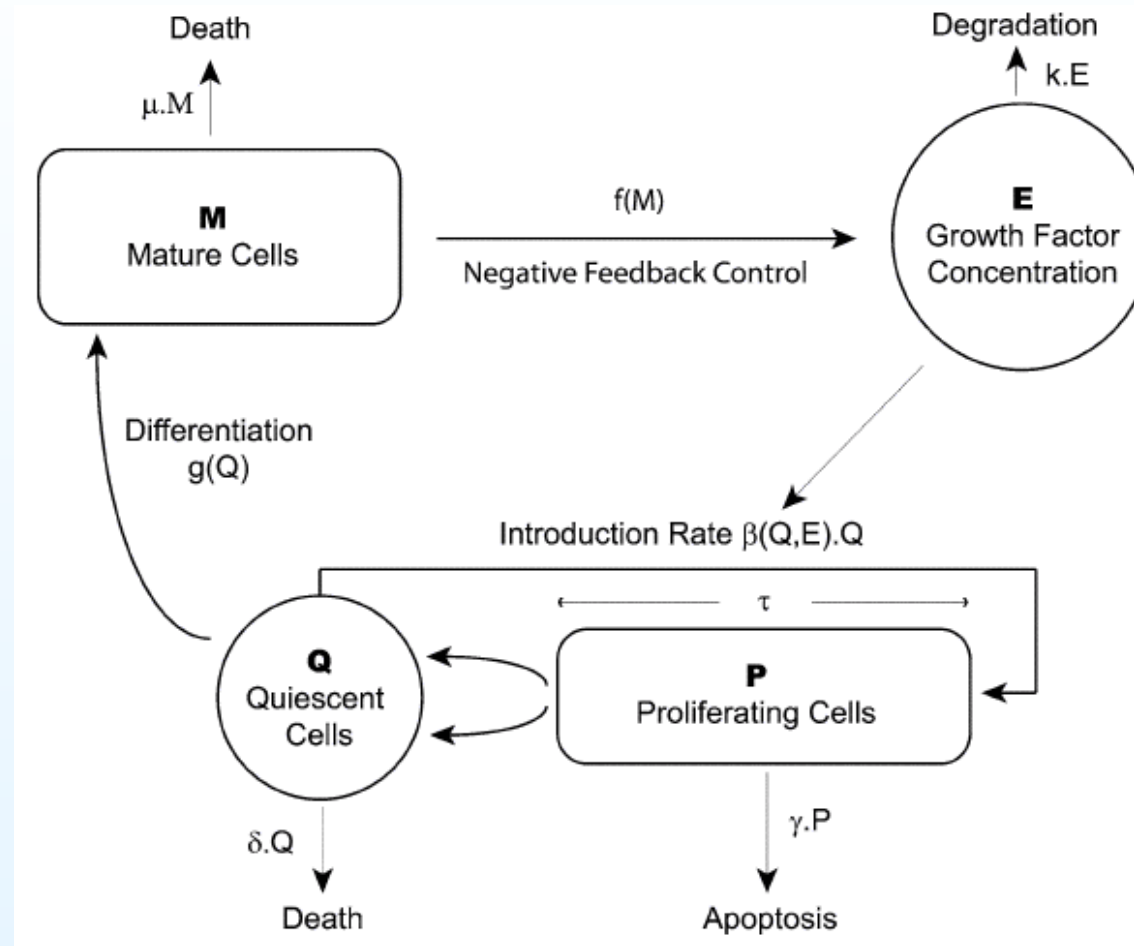 Death
μ.M
M
Mature Cells
f(M)
Negative Feedback Control
Degradation
k.E
E
Growth Factor
Concentration
Differentiation
g(Q)
Introduction Rate β(Q,E).Q
τ
Q
Quiescent
Cells
P
Proliferating Cells
δ.Q
Death
γ.P
Apoptosis